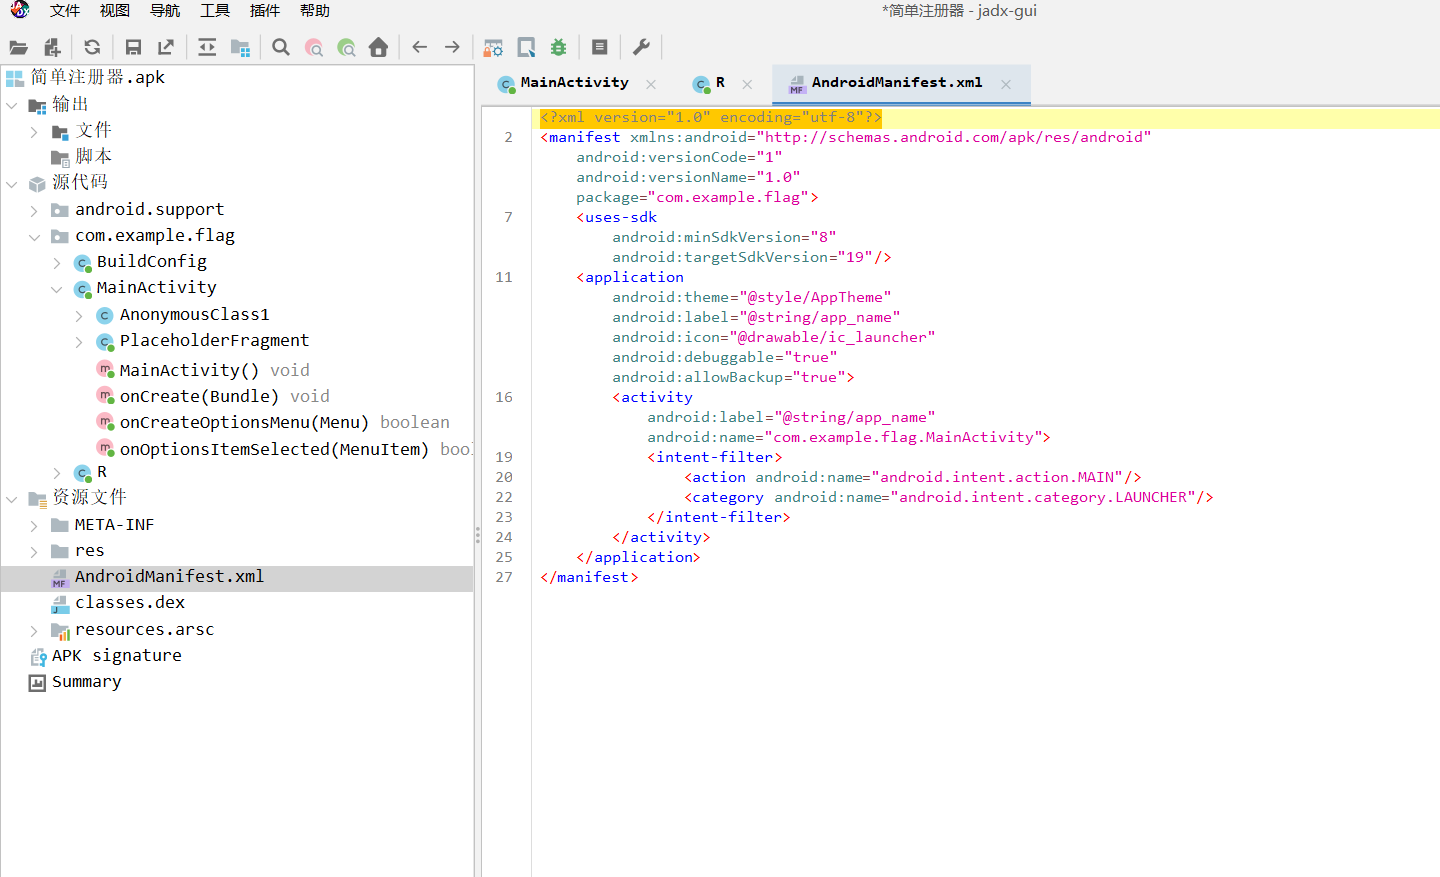 文件 视图 导航 工具 插件 帮助
*简单注册器 - jadx-gui
简单注册器.apk
输出
文件
脚本
源代码
android.support
com.example.flag
BuildConfig
MainActivity
AnonymousClass1
PlaceholderFragment
MainActivity() void
onCreate(Bundle) void
onCreateOptionsMenu(Menu) boolean
onOptionsItemSelected(MenuItem) bool
R
资源文件
META-INF
res
AndroidManifest.xml
classes.dex
resources.arsc
APK signature
Summary
MainActivity R AndroidManifest.xml
<?xml version="1.0" encoding="utf-8"?>
2 <manifest xmlns:android="http://schemas.android.com/apk/res/android"
android:versionCode="1"
android:versionName="1.0"
package="com.example.flag">
7 <uses-sdk
android:minSdkVersion="8"
android:targetSdkVersion="19"/>
11 <application
android:theme="@style/AppTheme"
android:label="@string/app_name"
android:icon="@drawable/ic_launcher"
android:debuggable="true"
android:allowBackup="true">
16 <activity
android:label="@string/app_name"
android:name="com.example.flag.MainActivity">
19 <intent-filter>
20 <action android:name="android.intent.action.MAIN"/>
22 <category android:name="android.intent.category.LAUNCHER"/>
23 </intent-filter>
24 </activity>
25 </application>
27 </manifest>